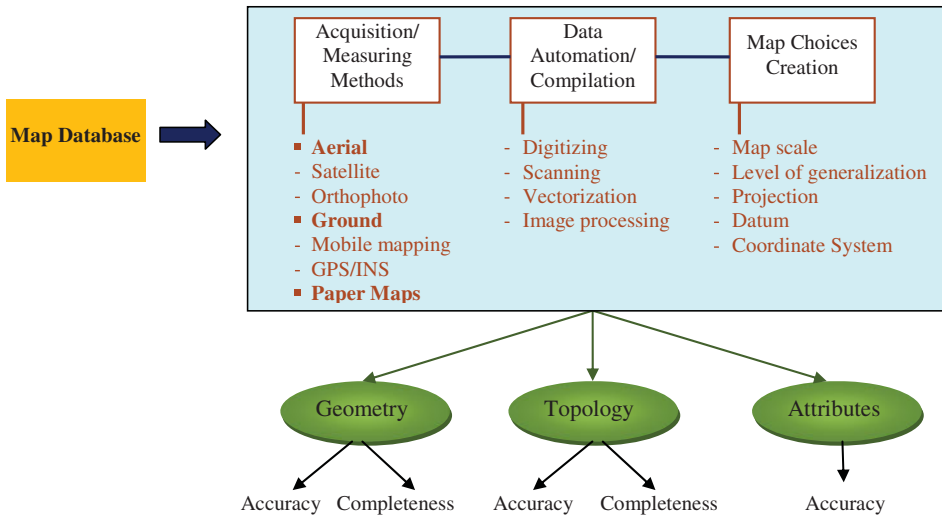 Acquisition/
Measuring
Methods
Data
Automation/
Compilation
Map Choices
Creation
Map Database
▪ Aerial
- Satellite
- Orthophoto
▪ Ground
- Mobile mapping
- GPS/INS
▪ Paper Maps
- Digitizing
- Scanning
- Vectorization
- Image processing
- Map scale
- Level of generalization
- Projection
- Datum
- Coordinate System
Geometry
Topology
Attributes
Accuracy
Completeness
Accuracy
Completeness
Accuracy